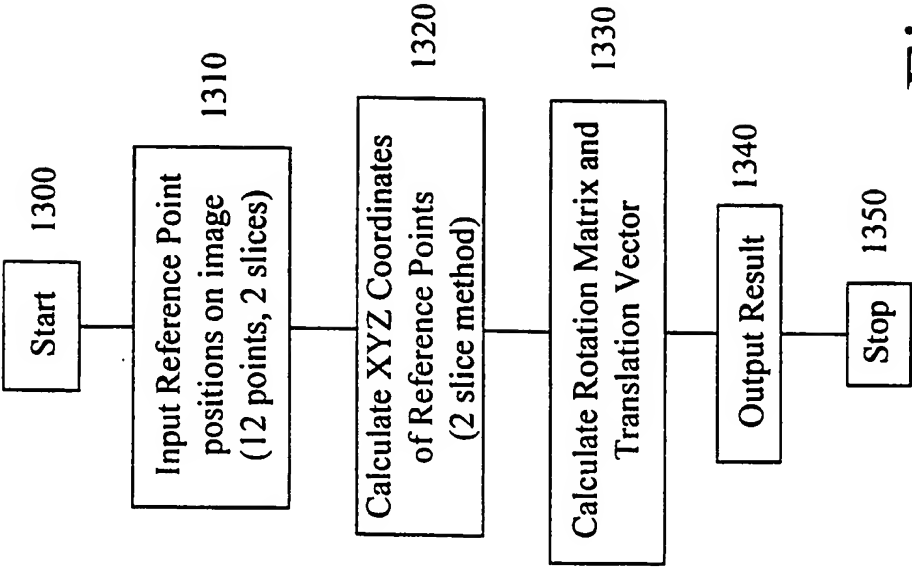 Start
1300
Input Reference Point
positions on image
(12 points, 2 slices)
1310
Calculate XYZ Coordinates
of Reference Points
(2 slice method)
1320
Calculate Rotation Matrix and
Translation Vector
1330
Output Result
1340
Stop
1350